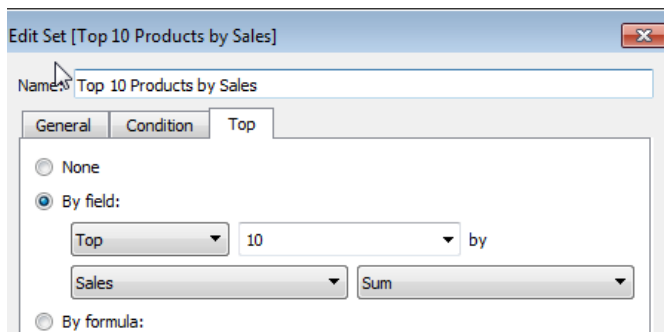 Edit Set [Top 10 Products by Sales]
Name: Top 10 Products by Sales
General Condition Top
None
By field:
Top 10 by
Sales Sum
By formula: